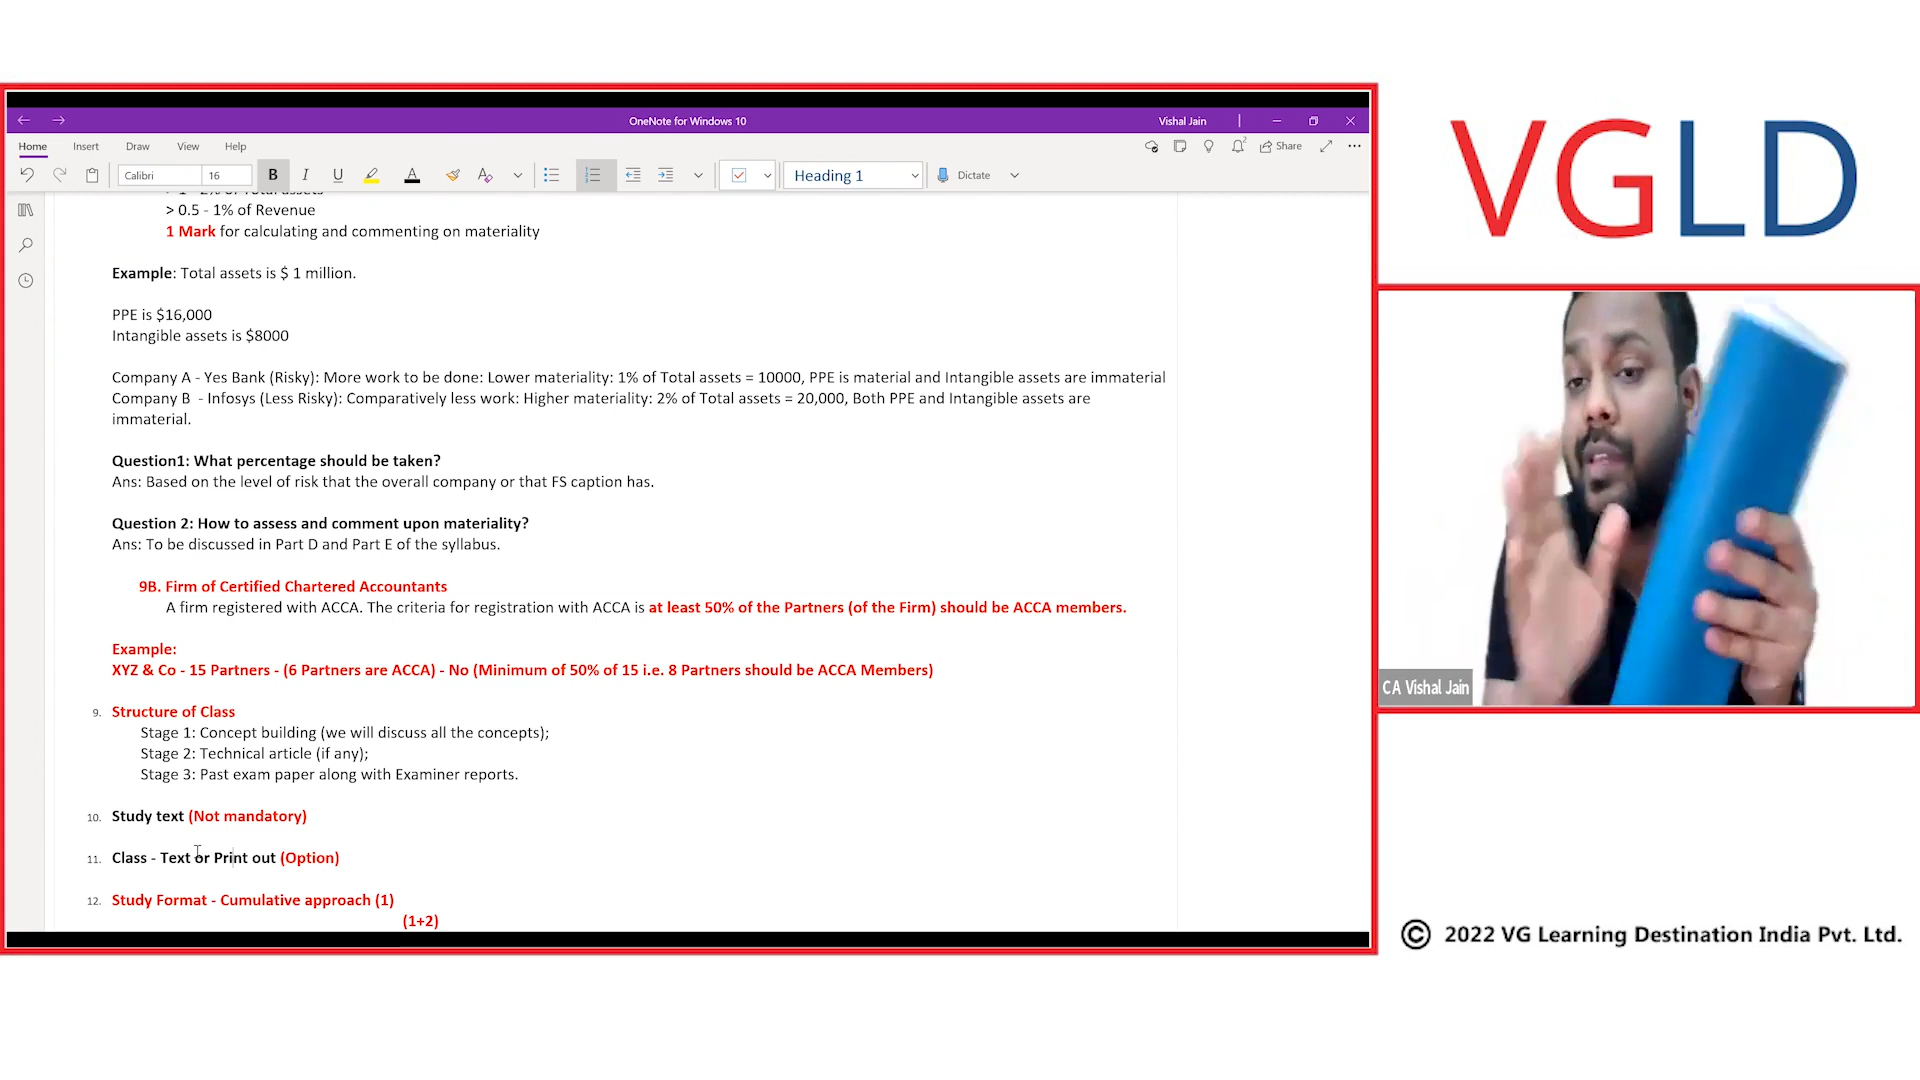 OneNote for Windows 10
Vishal Jain
Home Insert Draw View Help
Share
Calibri 16 B I U Heading 1 Dictate
> 0.5 - 1% of Revenue
1 Mark for calculating and commenting on materiality
Example: Total assets is $ 1 million.
PPE is $16,000
Intangible assets is $8000
Company A - Yes Bank (Risky): More work to be done: Lower materiality: 1% of Total assets = 10000, PPE is material and Intangible assets are immaterial
Company B - Infosys (Less Risky): Comparatively less work: Higher materiality: 2% of Total assets = 20,000, Both PPE and Intangible assets are
immaterial.
Question1: What percentage should be taken?
Ans: Based on the level of risk that the overall company or that FS caption has.
Question 2: How to assess and comment upon materiality?
Ans: To be discussed in Part D and Part E of the syllabus.
9B. Firm of Certified Chartered Accountants
A firm registered with ACCA. The criteria for registration with ACCA is at least 50% of the Partners (of the Firm) should be ACCA members.
Example:
XYZ & Co - 15 Partners - (6 Partners are ACCA) - No (Minimum of 50% of 15 i.e. 8 Partners should be ACCA Members)
9. Structure of Class
Stage 1: Concept building (we will discuss all the concepts);
Stage 2: Technical article (if any);
Stage 3: Past exam paper along with Examiner reports.
10. Study text (Not mandatory)
11. Class - Text or Print out (Option)
12. Study Format - Cumulative approach (1)
(1+2)
VGLD
CA Vishal Jain
© 2022 VG Learning Destination India Pvt. Ltd.